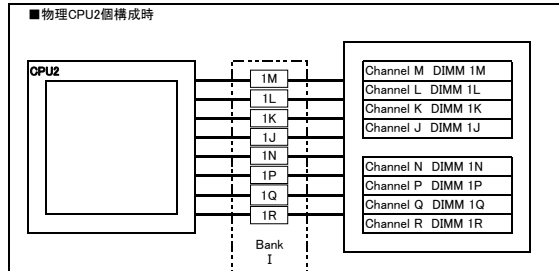 ■物理CPU2個構成時
CPU2
1M
1L
1K
1J
1N
1P
1Q
1R
Bank
I
Channel M DIMM 1M
Channel L DIMM 1L
Channel K DIMM 1K
Channel J DIMM 1J
Channel N DIMM 1N
Channel P DIMM 1P
Channel Q DIMM 1Q
Channel R DIMM 1R